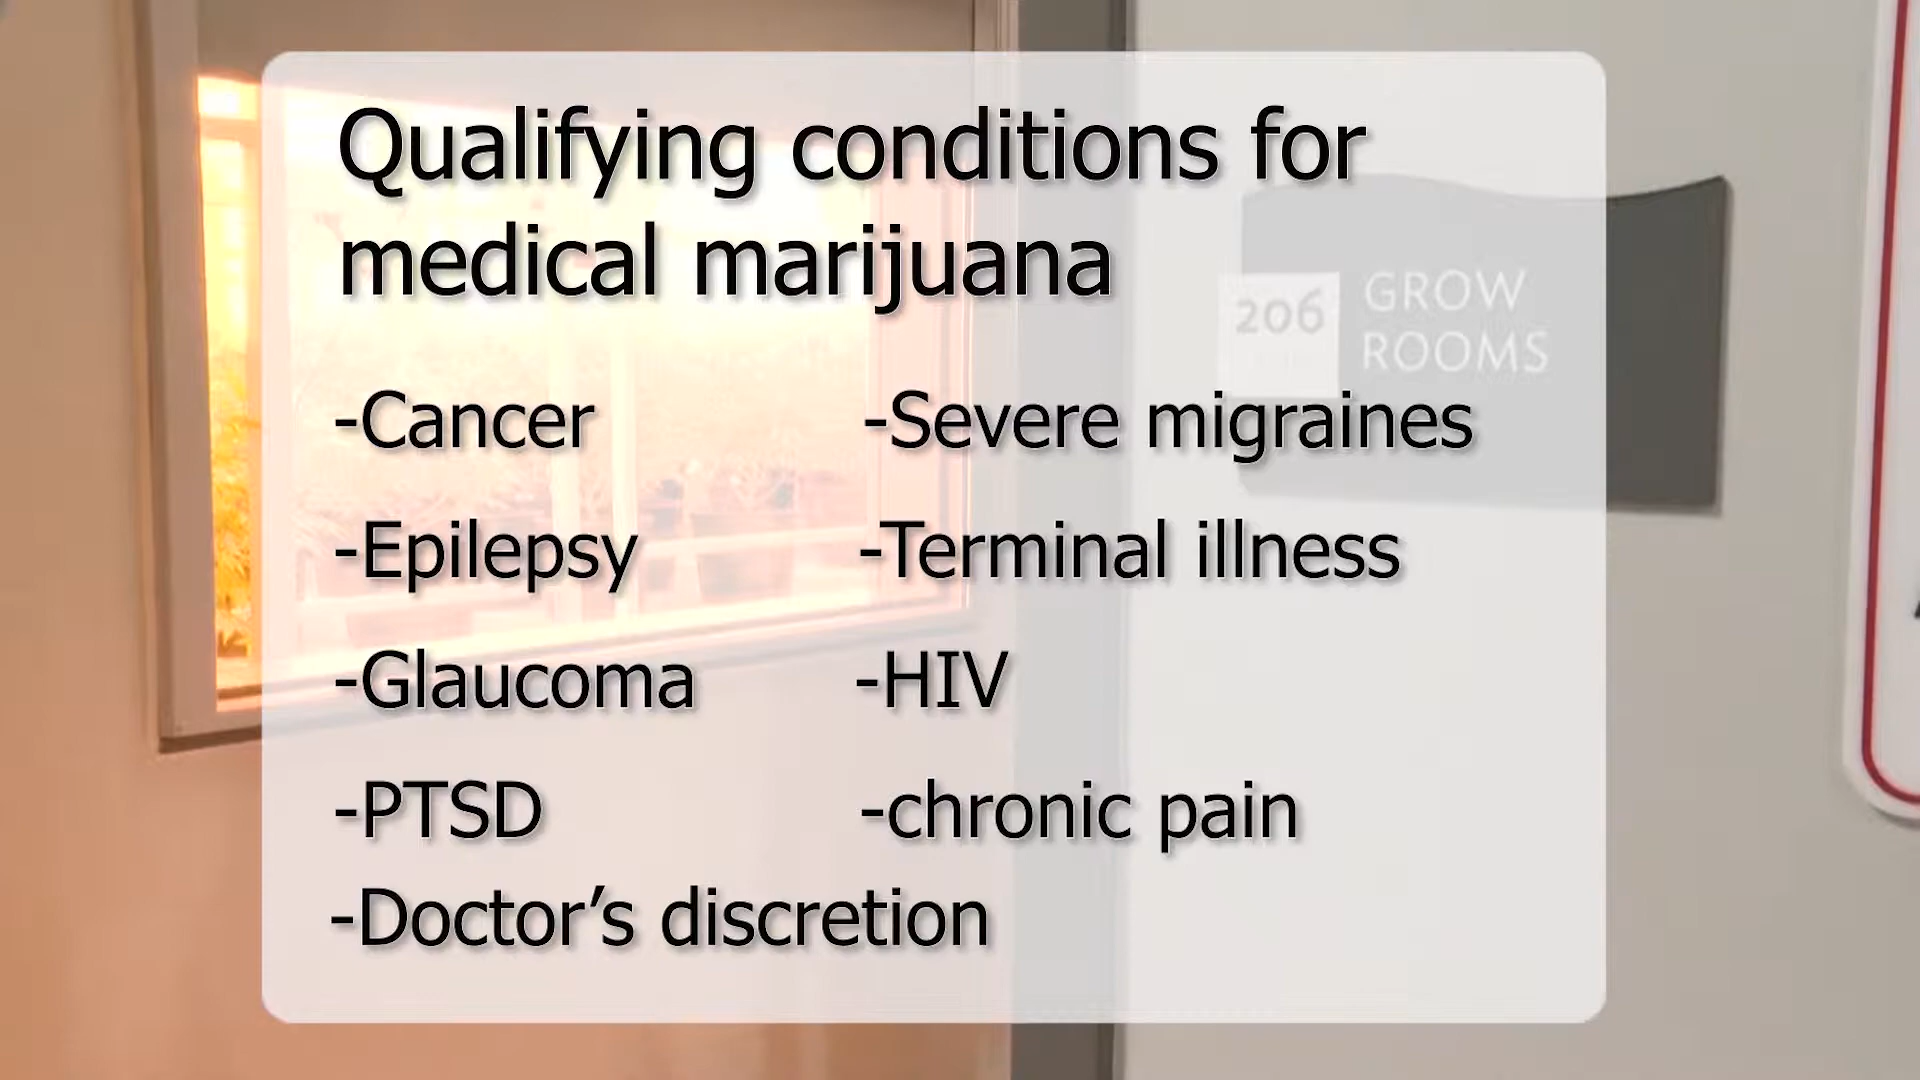 Qualifying conditions for
medical marijuana
-Cancer
-Epilepsy
-Glaucoma
-PTSD
-Doctor’s discretion
-Severe migraines
-Terminal illness
-HIV
-chronic pain
206
GROW
ROOMS